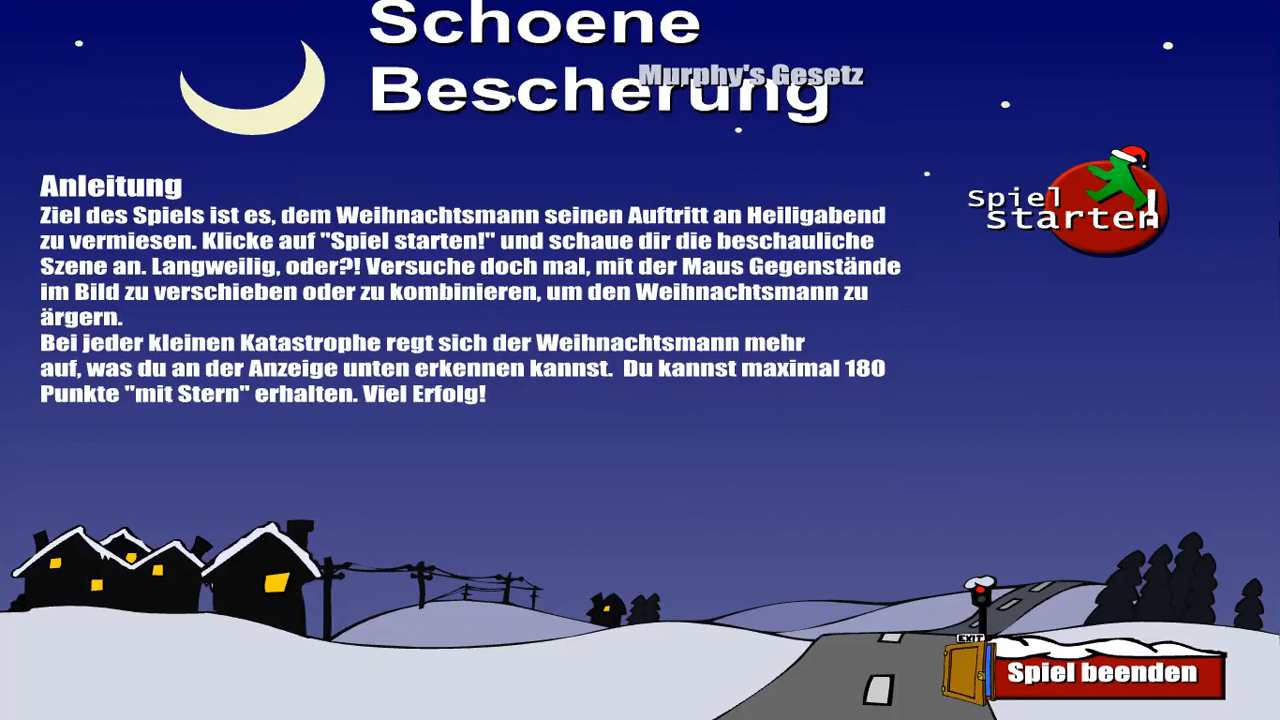 Schoene
Murphy's Gesetz
Bescherung
Anleitung
Ziel des Spiels ist es, dem Weihnachtsmann seinen Auftritt an Heiligabend
zu vermiesen. Klicke auf "Spiel starten!" und schaue dir die beschauliche
Szene an. Langweilig, oder?! Versuche doch mal, mit der Maus Gegenstände
im Bild zu verschieben oder zu kombinieren, um den Weihnachtsmann zu
ärgern.
Bei jeder kleinen Katastrophe regt sich der Weihnachtsmann mehr
auf, was du an der Anzeige unten erkennen kannst.  Du kannst maximal 180
Punkte "mit Stern" erhalten. Viel Erfolg!
Spiel
starten!
EXIT
Spiel beenden